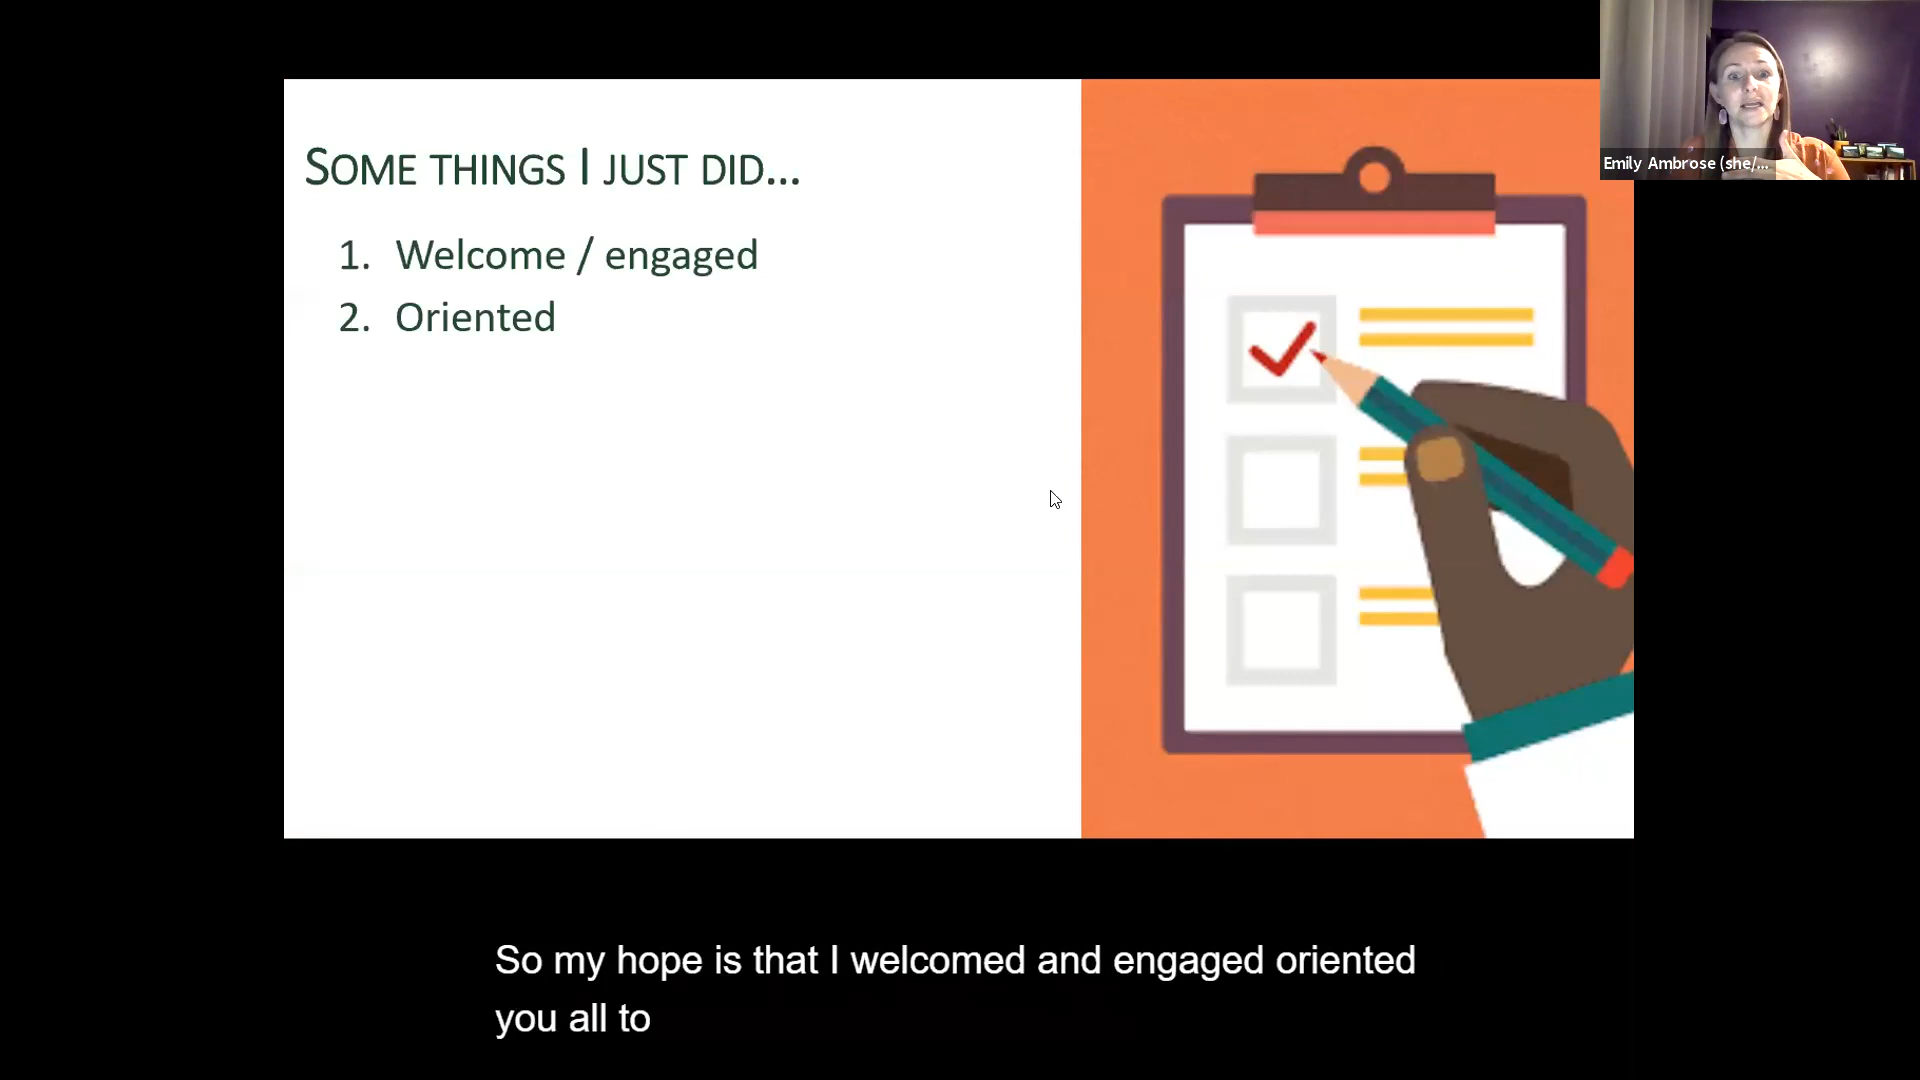 SOME THINGS I JUST DID...
1. Welcome / engaged
2. Oriented
Emily Ambrose (she/...
So my hope is that I welcomed and engaged oriented
you all to